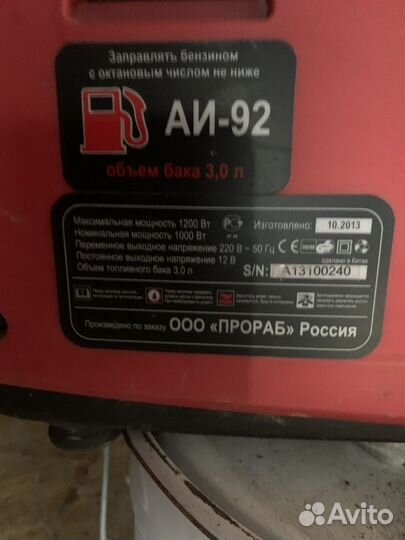 Заправлять бензином
с октановым числом не ниже
АИ-92
объем бака 3,0 л
Максимальная мощность 1200 Вт
Номинальная мощность 1000 Вт
Переменное выходное напряжение 220 В ~ 50 Гц
Постоянное выходное напряжение 12 В
Объем топливного бака 3,0 л
Изготовлено: 10.2013
сделано в Китае
S/N: A13100240
Произведено по заказу ООО «ПРОРАБ» Россия
Avito